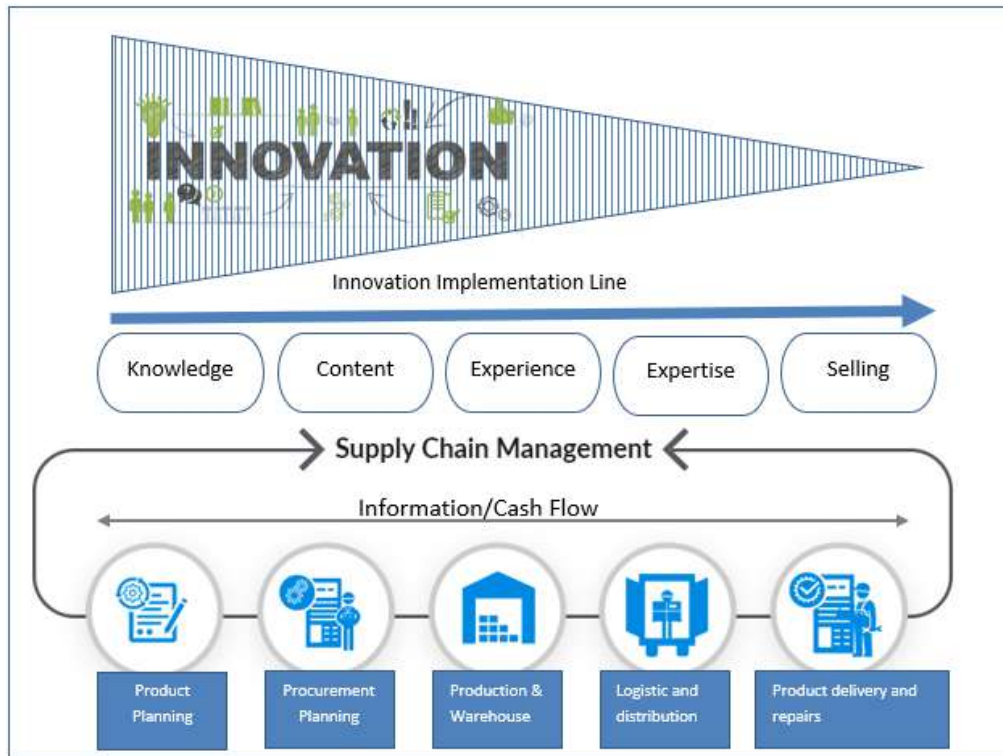 INNOVATION
Innovation Implementation Line
Knowledge
Content
Experience
Expertise
Selling
Supply Chain Management
Information/Cash Flow
Product
Planning
Procurement
Planning
Production &
Warehouse
Logistic and
distribution
Product delivery and
repairs